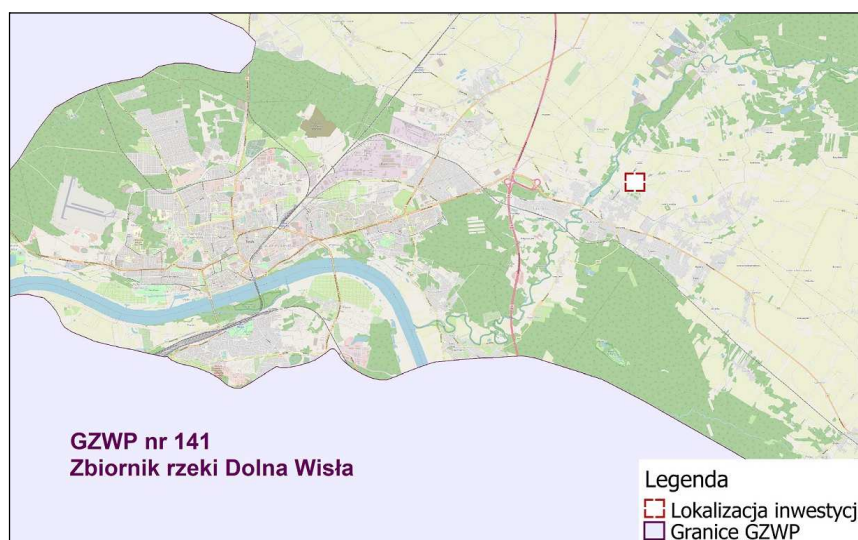 GZWP nr 141
Zbiornik rzeki Dolna Wisła
Legenda
Lokalizacja inwestycj
Granice GZWP